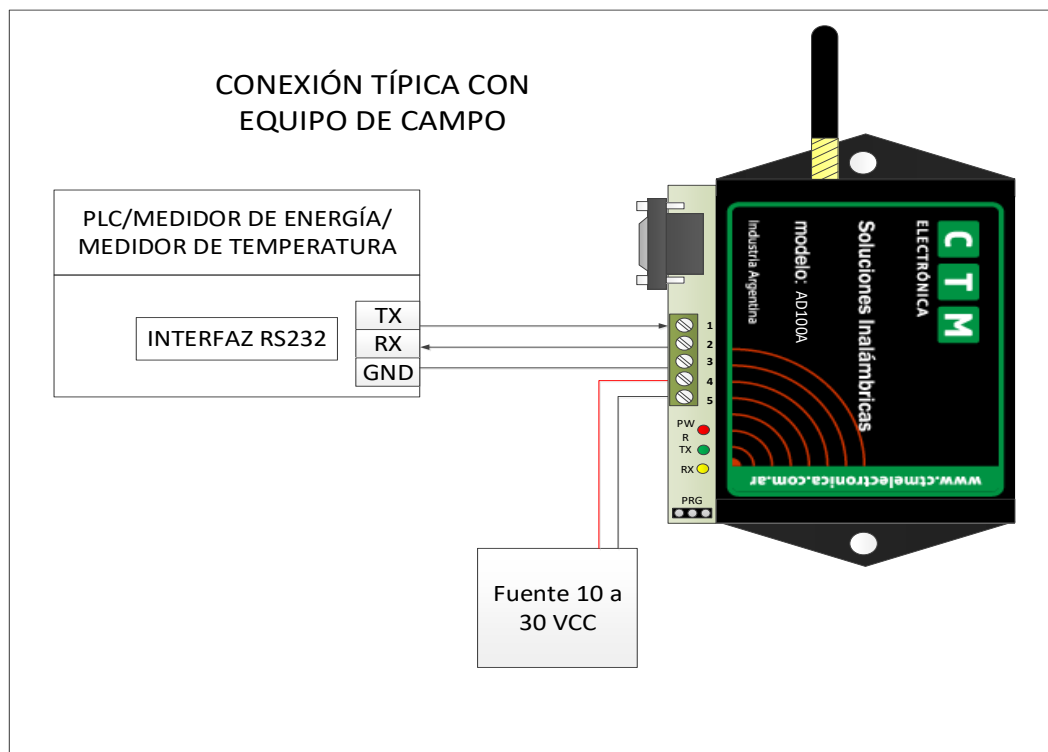 CONEXIÓN TÍPICA CON
EQUIPO DE CAMPO
PLC/MEDIDOR DE ENERGÍA/
MEDIDOR DE TEMPERATURA
INTERFAZ RS232
TX
RX
GND
1
2
3
4
5
PW
R
TX
RX
PRG
Fuente 10 a
30 VCC
CTM
ELECTRÓNICA
Soluciones Inalámbricas
modelo: AD100A
Industria Argentina
www.ctmelectronica.com.ar